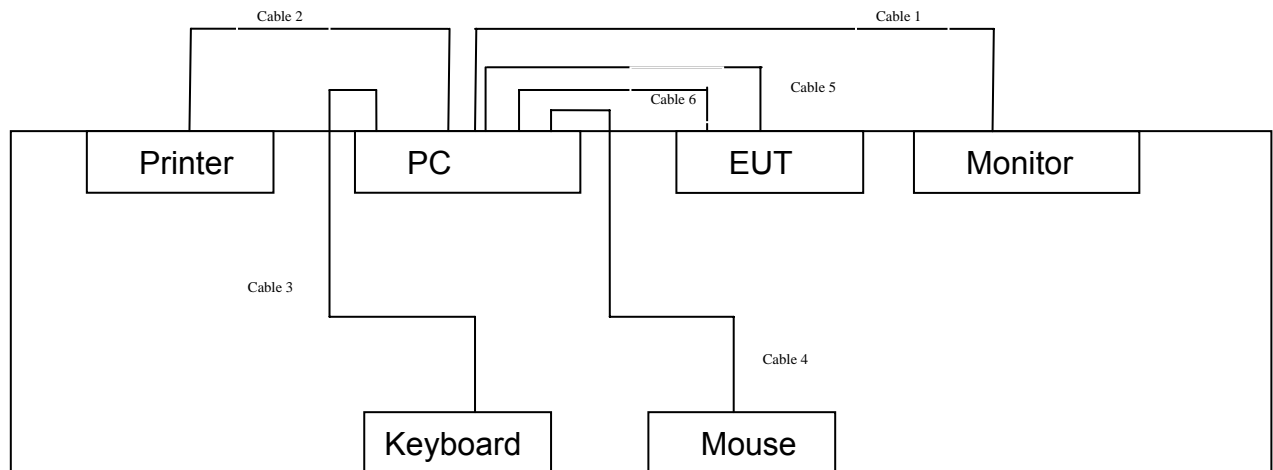 Cable 2
Cable 1
Cable 5
Cable 6
Printer
PC
EUT
Monitor
Cable 3
Cable 4
Keyboard
Mouse